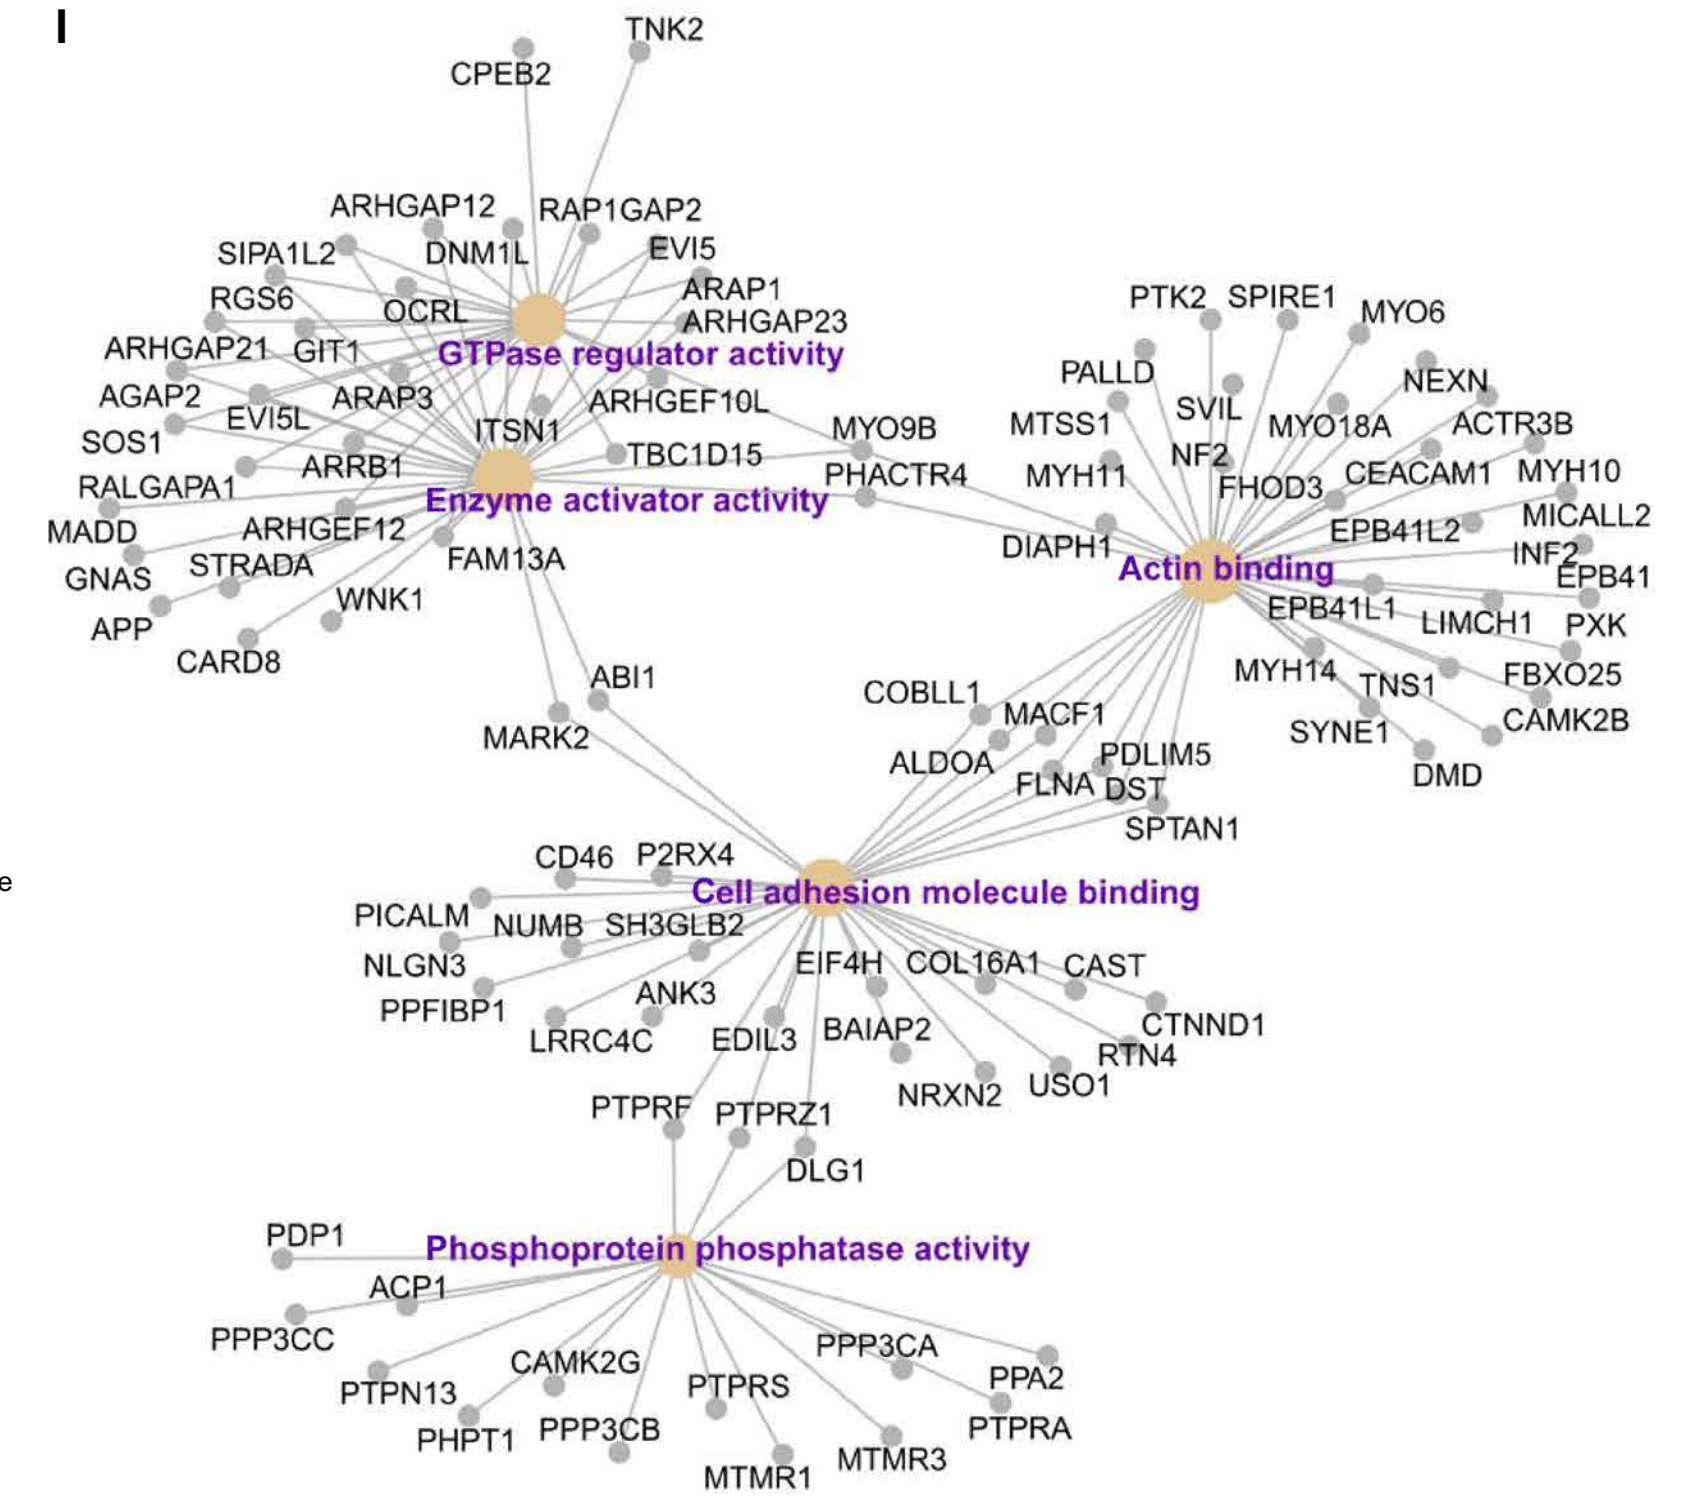 I
TNK2
CPEB2
ARHGAP12
RAP1GAP2
SIPA1L2
DNM1L
EVI5
ARAP1
RGS6
OCRL
ARHGAP23
ARHGAP21
GIT1
GTPase regulator activity
AGAP2
EVI5L
ARAP3
ARHGEF10L
SOS1
ITSN1
MYO9B
ARRB1
TBC1D15
RALGAPA1
PHACTR4
Enzyme activator activity
MADD
ARHGEF12
GNAS
STRADA
FAM13A
APP
WNK1
CARD8
PTK2
SPIRE1
MYO6
PALLD
NEXN
MTSS1
SVIL
MYO18A
ACTR3B
MYH11
NF2
FHOD3
CEACAM1
MYH10
DIAPH1
EPB41L2
MICALL2
INF2
Actin binding
EPB41
EPB41L1
LIMCH1
PXK
MYH14
TNS1
FBXO25
SYNE1
CAMK2B
DMD
ABI1
MARK2
COBLL1
MACF1
ALDOA
PDLIM5
FLNA
DST
SPTAN1
e
CD46
P2RX4
Cell adhesion molecule binding
PICALM
NUMB
SH3GLB2
NLGN3
EIF4H
COL16A1
CAST
PPFIBP1
ANK3
LRRC4C
EDIL3
BAIAP2
CTNND1
RTN4
NRXN2
USO1
PTPRF
PTPRZ1
DLG1
PDP1
Phosphoprotein phosphatase activity
ACP1
PPP3CC
PPP3CA
CAMK2G
PTPN13
PTPRS
PPA2
PHPT1
PPP3CB
PTPRA
MTMR1
MTMR3